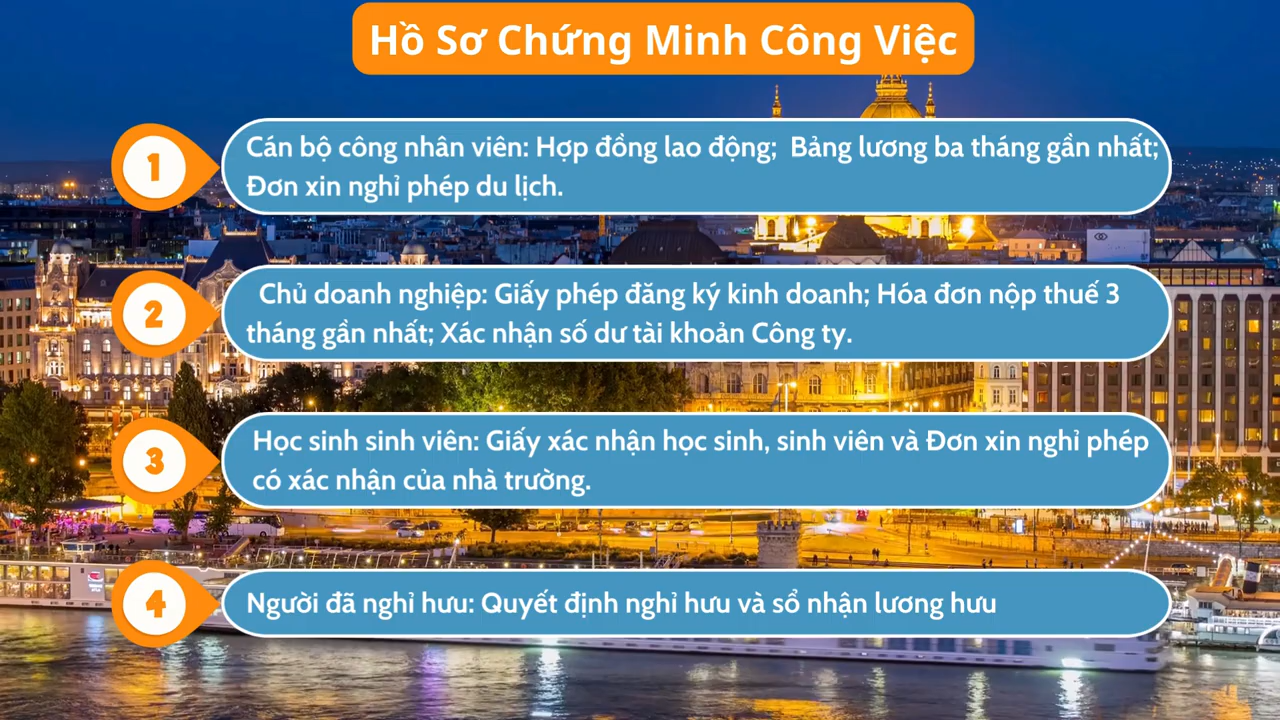 Hồ Sơ Chứng Minh Công Việc
1
Cán bộ công nhân viên: Hợp đồng lao động; Bảng lương ba tháng gần nhất;
Đơn xin nghỉ phép du lịch.
2
Chủ doanh nghiệp: Giấy phép đăng ký kinh doanh; Hóa đơn nộp thuế 3
tháng gần nhất; Xác nhận số dư tài khoản Công ty.
3
Học sinh sinh viên: Giấy xác nhận học sinh, sinh viên và Đơn xin nghỉ phép
có xác nhận của nhà trường.
4
Người đã nghỉ hưu: Quyết định nghỉ hưu và sổ nhận lương hưu